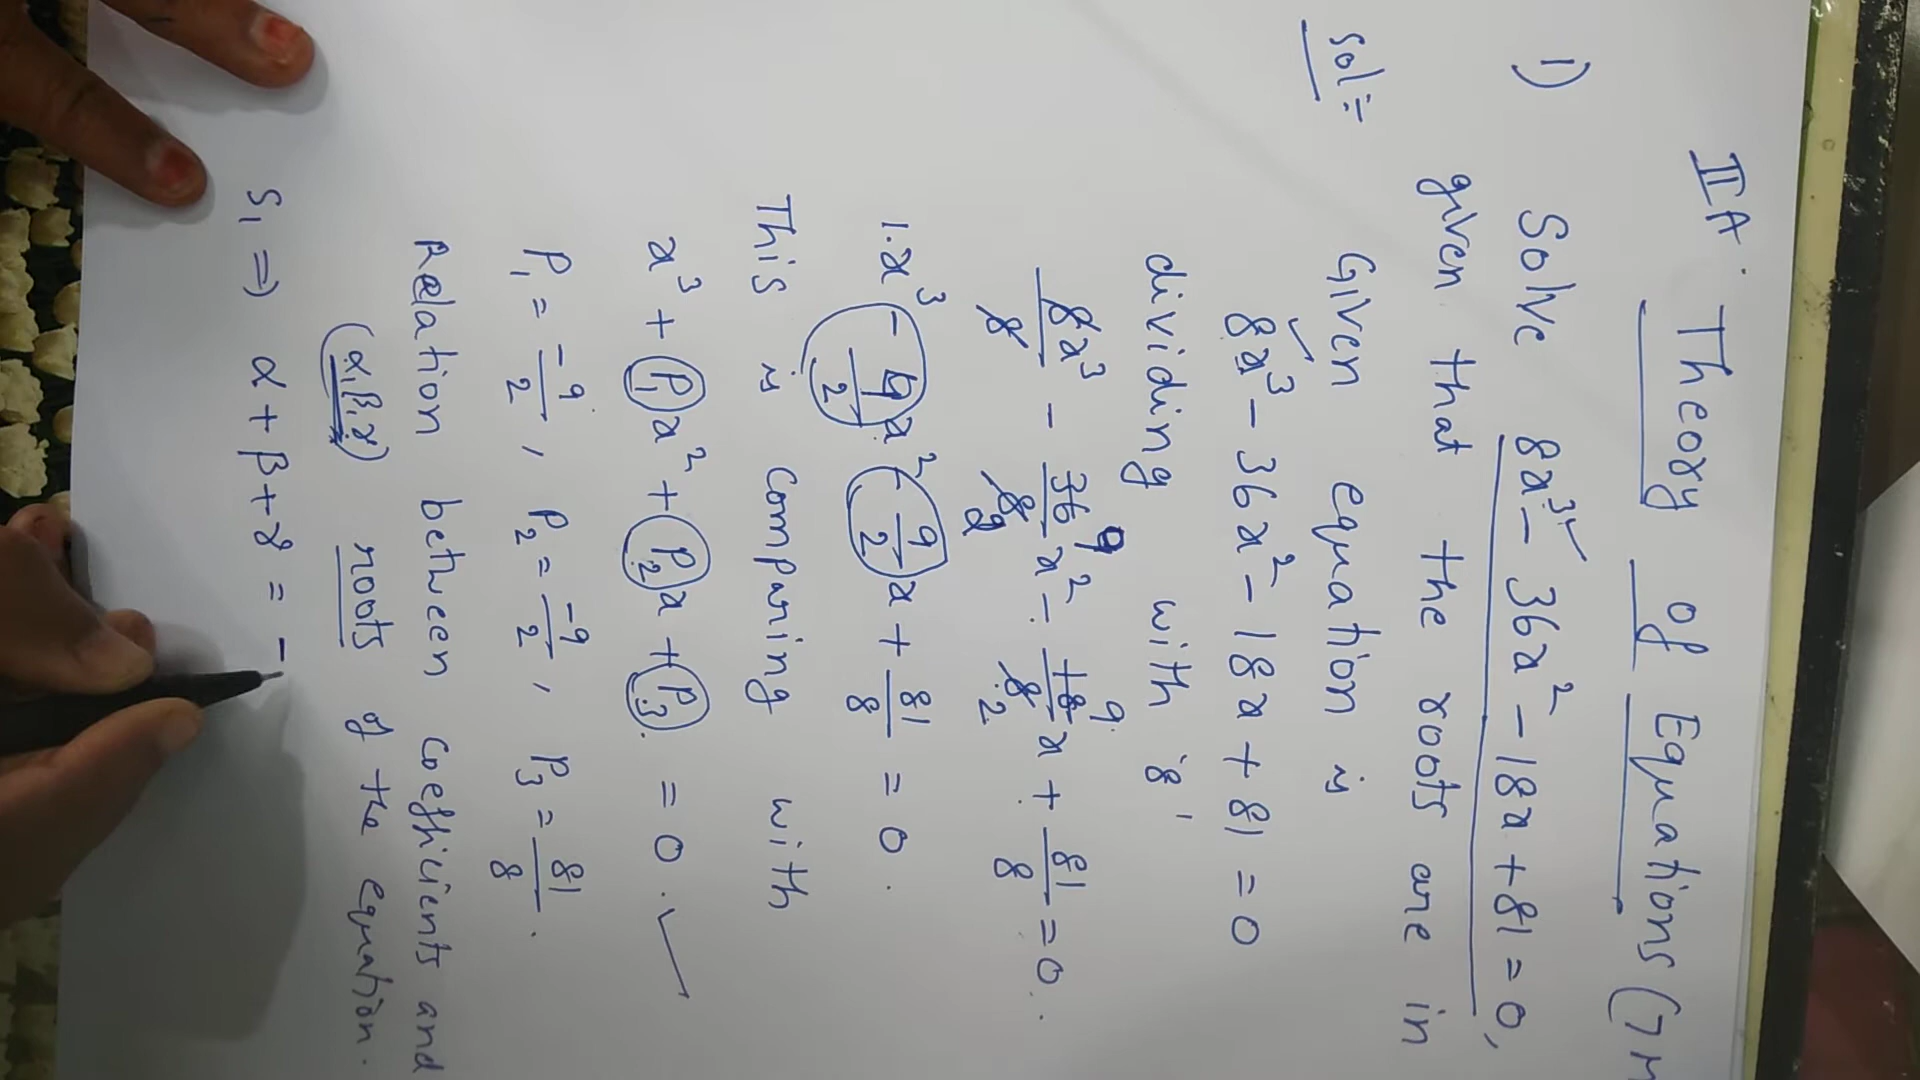 IIA. Theory of Equations (7M
1) Solve 8x³ - 36x² - 18x + 81 = 0,
given that the roots are in
Sol:- Given equation is
8x³ - 36x² - 18x + 81 = 0
dividing with '8'
8x³/8 - 36/8 x² - 18/8 x + 81/8 = 0. 9 2 9 2
1.x³ - 9/2 x² - 9/2 x + 81/8 = 0.
This is comparing with
x³ + P₁x² + P₂x + P₃ = 0.
P₁ = -9/2, P₂ = -9/2, P₃ = 81/8.
Relation between coefficients and
(α,β,γ) roots of the equation.
S₁ ⇒ α + β + γ = -